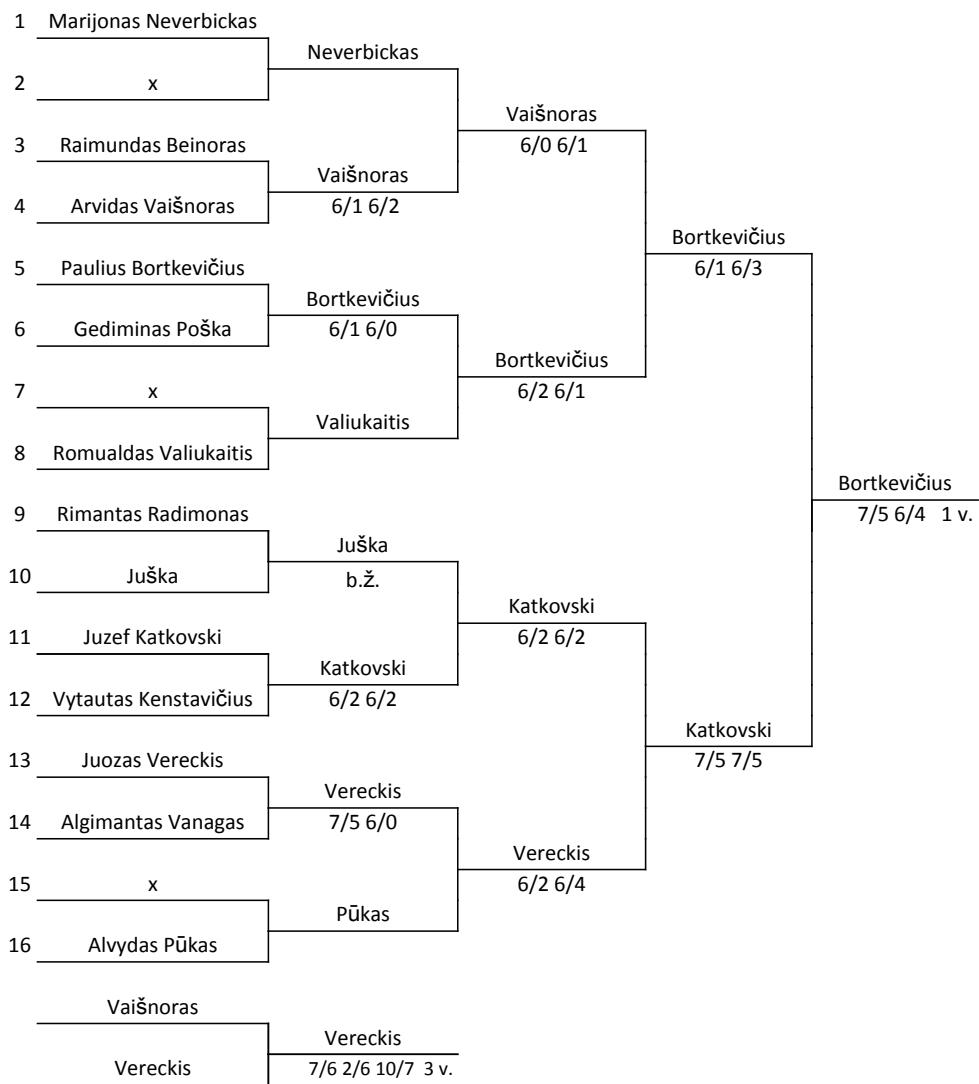 1 Marijonas Neverbickas
Neverbickas
2 x
Vaišnoras
6/0 6/1
3 Raimundas Beinoras
Vaišnoras
4 Arvidas Vaišnoras 6/1 6/2
Bortkevičius
6/1 6/3
5 Paulius Bortkevičius
Bortkevičius
6 Gediminas Poška 6/1 6/0
Bortkevičius
6/2 6/1
7 x
Valiukaitis
8 Romualdas Valiukaitis
Bortkevičius
7/5 6/4 1 v.
9 Rimantas Radimonas
Juška
10 Juška b.ž.
Katkovski
6/2 6/2
11 Juzef Katkovski
Katkovski
12 Vytautas Kenstavičius 6/2 6/2
Katkovski
7/5 7/5
13 Juozas Vereckis
Vereckis
14 Algimantas Vanagas 7/5 6/0
Vereckis
6/2 6/4
15 x
Pūkas
16 Alvydas Pūkas
Vaišnoras
Vereckis
Vereckis 7/6 2/6 10/7 3 v.